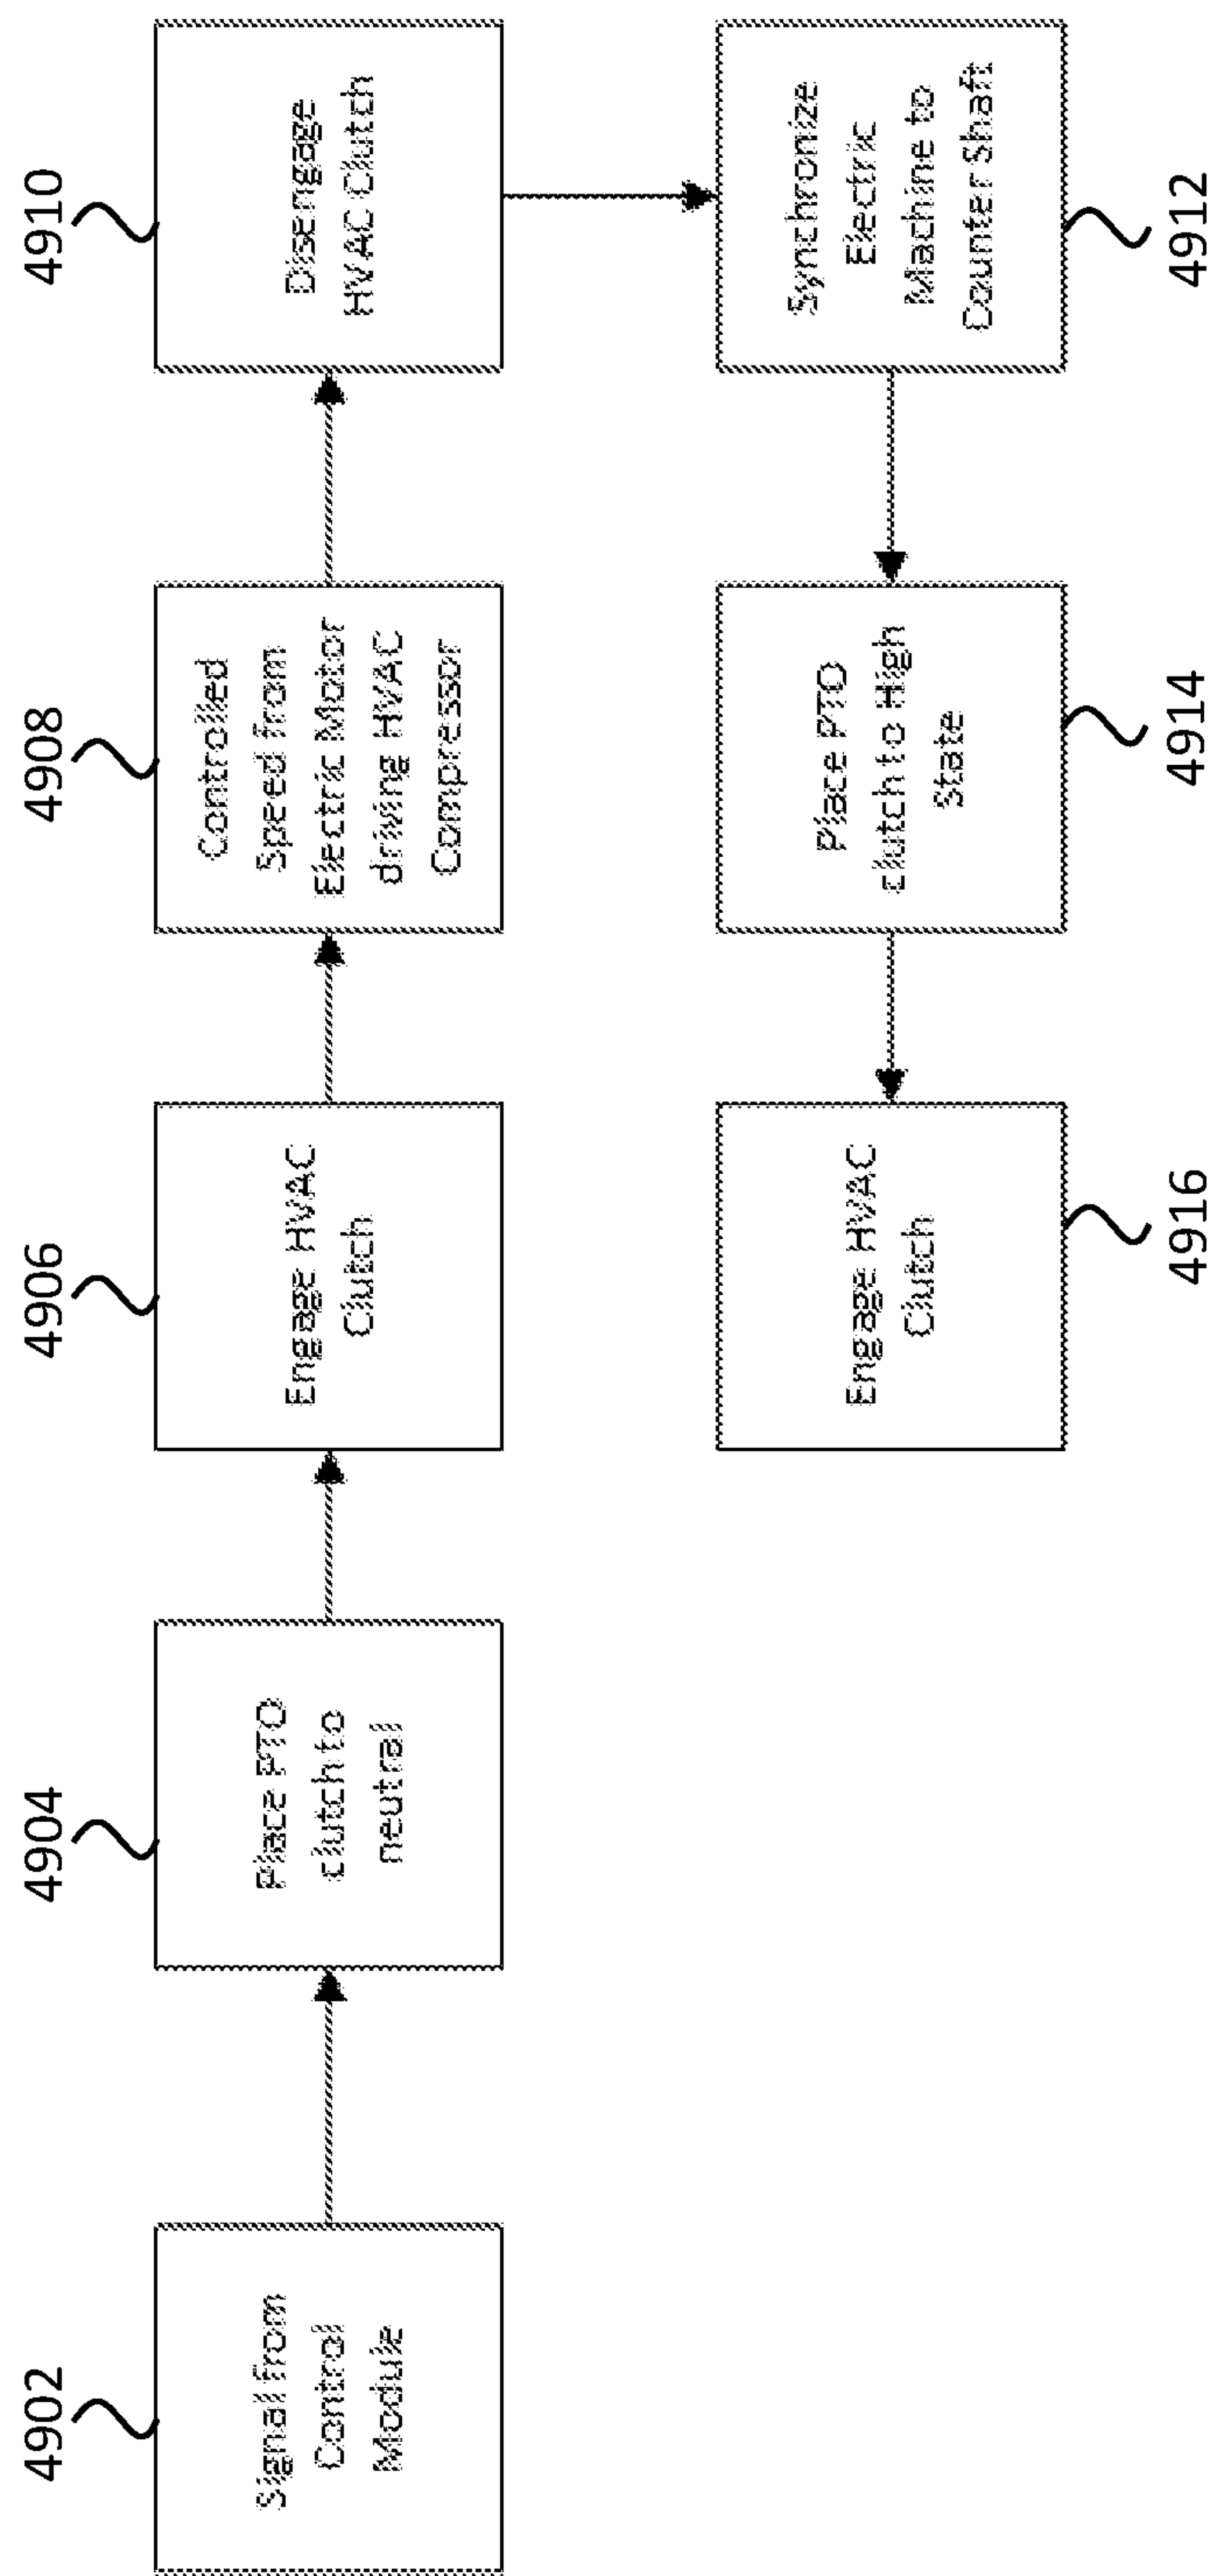 4902
Signal from
Control
Module
4904
Place PTO
clutch to
neutral
4906
Engage HVAC
Clutch
4908
Controlled
Speed from
Electric Motor
driving HVAC
Compressor
4910
Disengage
HVAC Clutch
Synchronize
Electric
Machine to
Counter Shaft
4912
Place PTO
clutch to High
State
4914
Engage HVAC
Clutch
4916